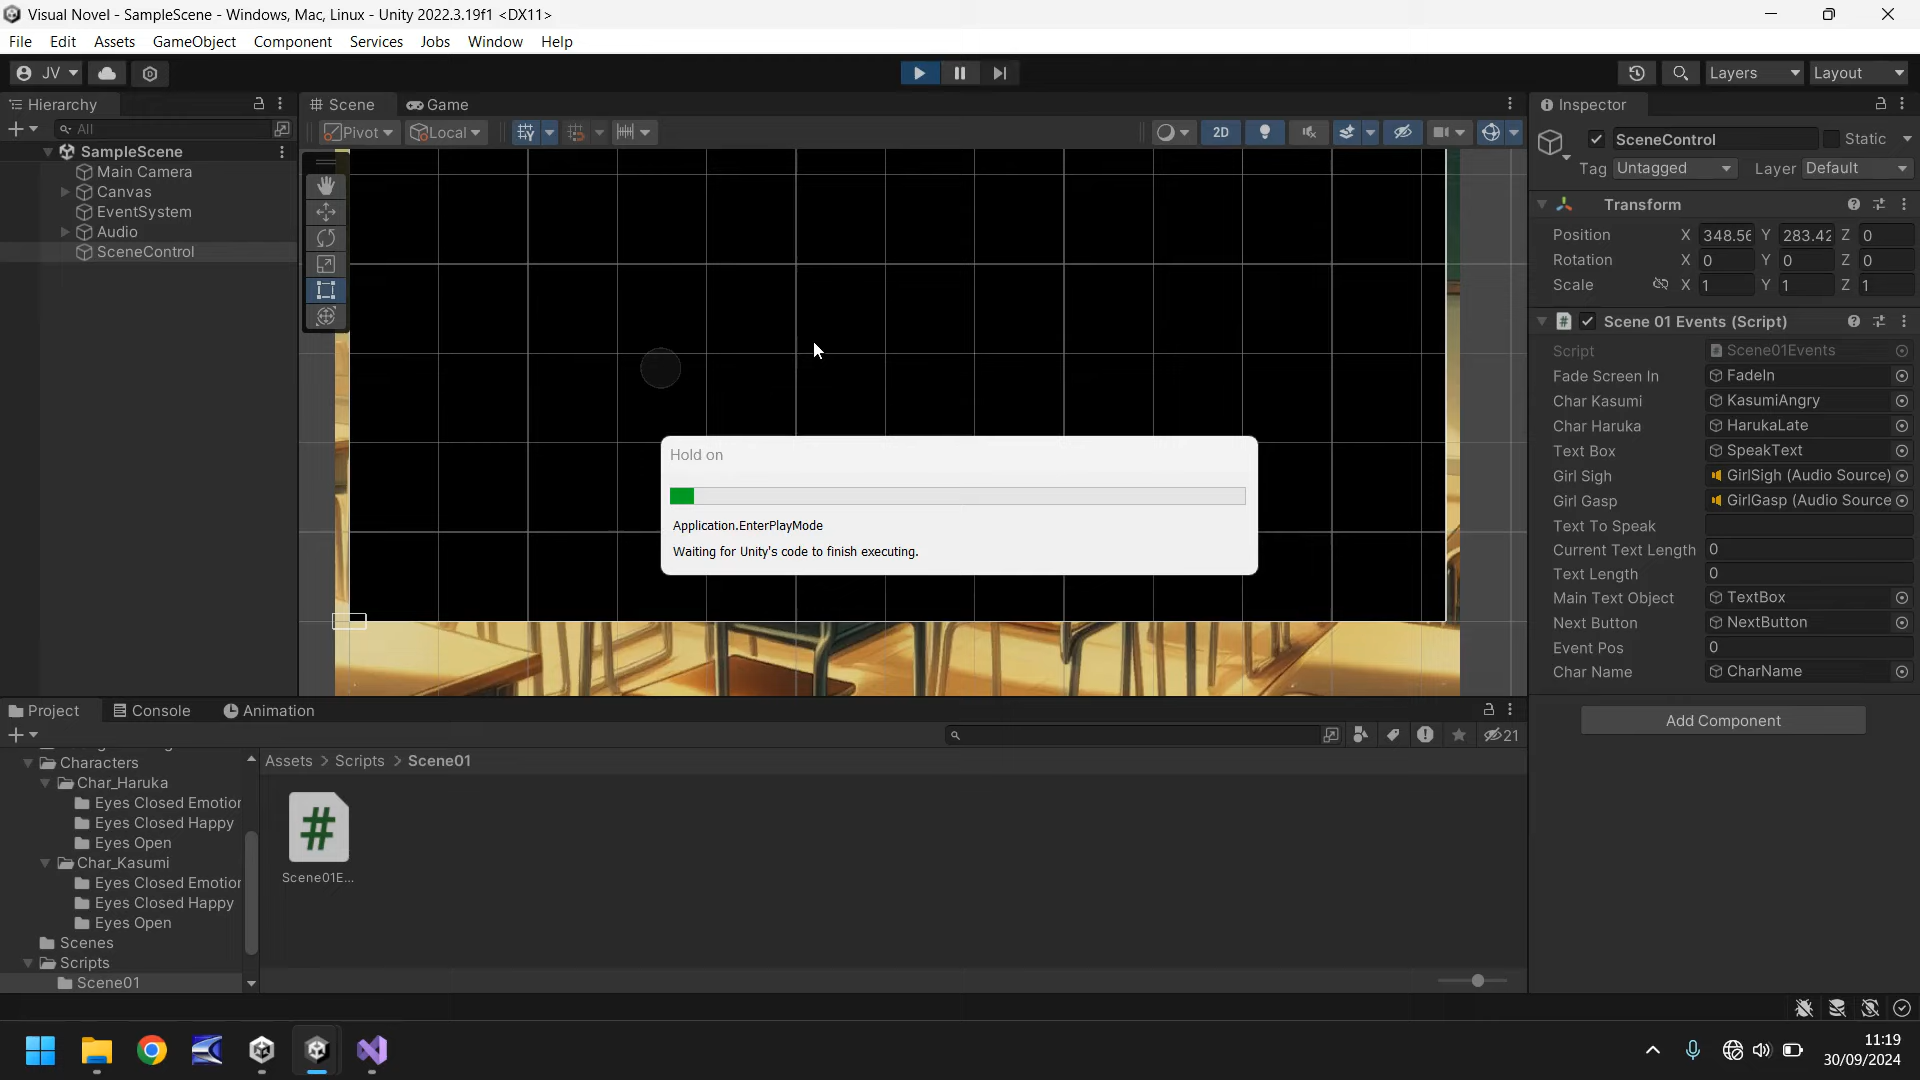 Visual Novel - SampleScene - Windows, Mac, Linux - Unity 2022.3.19f1 <DX11>
File Edit Assets GameObject Component Services Jobs Window Help
JV Layers Layout
Hierarchy
All
SampleScene
Main Camera
Canvas
EventSystem
Audio
SceneControl
Scene Game
Pivot Local 2D
Hold on
Application.EnterPlayMode
Waiting for Unity's code to finish executing.
Inspector
SceneControl Static
Tag Untagged Layer Default
Transform
Position X 348.56 Y 283.42 Z 0
Rotation X 0 Y 0 Z 0
Scale X 1 Y 1 Z 1
# Scene 01 Events (Script)
Script Scene01Events
Fade Screen In FadeIn
Char Kasumi KasumiAngry
Char Haruka HarukaLate
Text Box SpeakText
Girl Sigh GirlSigh (Audio Source)
Girl Gasp GirlGasp (Audio Source
Text To Speak
Current Text Length 0
Text Length 0
Main Text Object TextBox
Next Button NextButton
Event Pos 0
Char Name CharName
Add Component
Project Console Animation
21
Characters
Char_Haruka
Eyes Closed Emotior
Eyes Closed Happy
Eyes Open
Char_Kasumi
Eyes Closed Emotior
Eyes Closed Happy
Eyes Open
Scenes
Scripts
Scene01
Assets > Scripts > Scene01
#
Scene01E...
11:19
30/09/2024